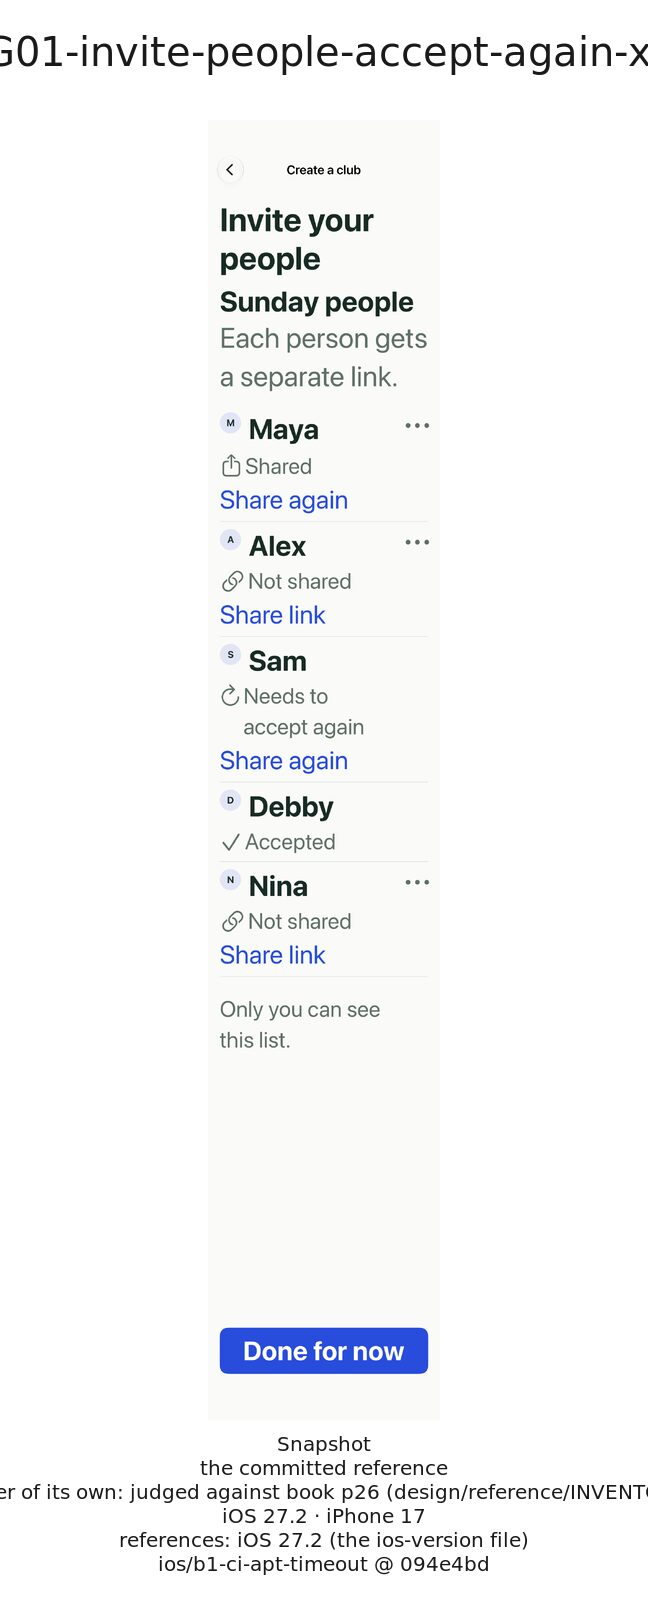 G01-invite-people-accept-again-x
Create a club
Invite your
people
Sunday people
Each person gets
a separate link.
M Maya
Shared
Share again
A Alex
Not shared
Share link
S Sam
Needs to
accept again
Share again
D Debby
Accepted
N Nina
Not shared
Share link
Only you can see
this list.
Done for now
Snapshot
the committed reference
er of its own: judged against book p26 (design/reference/INVENTO
iOS 27.2 · iPhone 17
references: iOS 27.2 (the ios-version file)
ios/b1-ci-apt-timeout @ 094e4bd